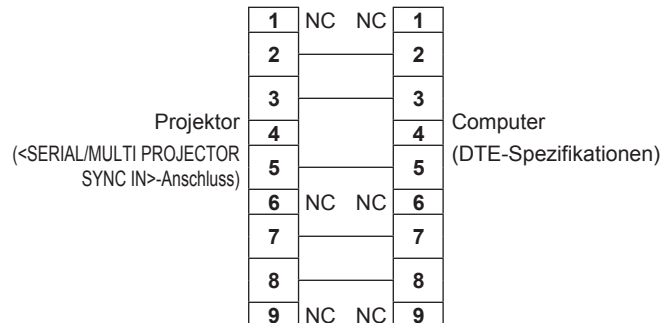 1 NC NC 1
2 2
3 3
Projektor
(<SERIAL/MULTI PROJECTOR
SYNC IN>-Anschluss)
4 4
Computer
(DTE-Spezifikationen)
5 5
6 NC NC 6
7 7
8 8
9 NC NC 9